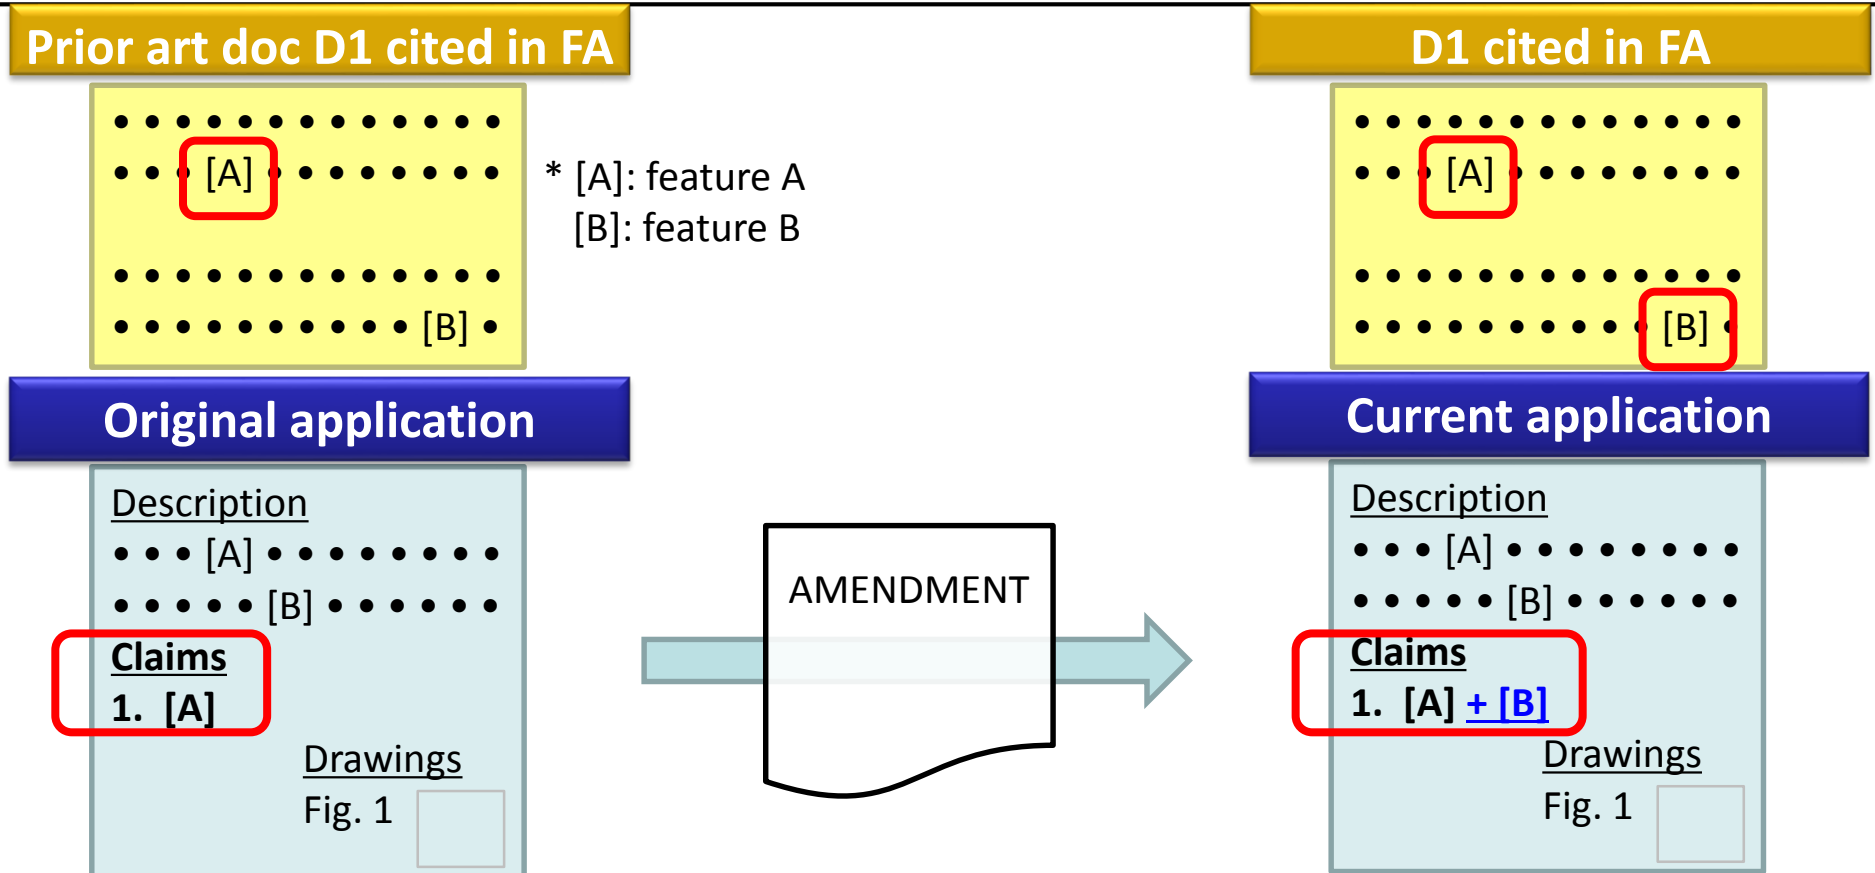 Prior art doc D1 cited in FA
• • • • • • • • • • • • •
• • • [A] • • • • • • • •
• • • • • • • • • • • • •
• • • • • • • • • • [B] •
* [A]: feature A
[B]: feature B
Original application
Description
• • • [A] • • • • • • • •
• • • • • [B] • • • • • •
Claims
1. [A]
Drawings
Fig. 1
AMENDMENT
D1 cited in FA
• • • • • • • • • • • • •
• • • [A] • • • • • • • •
• • • • • • • • • • • • •
• • • • • • • • • • [B] •
Current application
Description
• • • [A] • • • • • • • •
• • • • • [B] • • • • • •
Claims
1. [A] + [B]
Drawings
Fig. 1